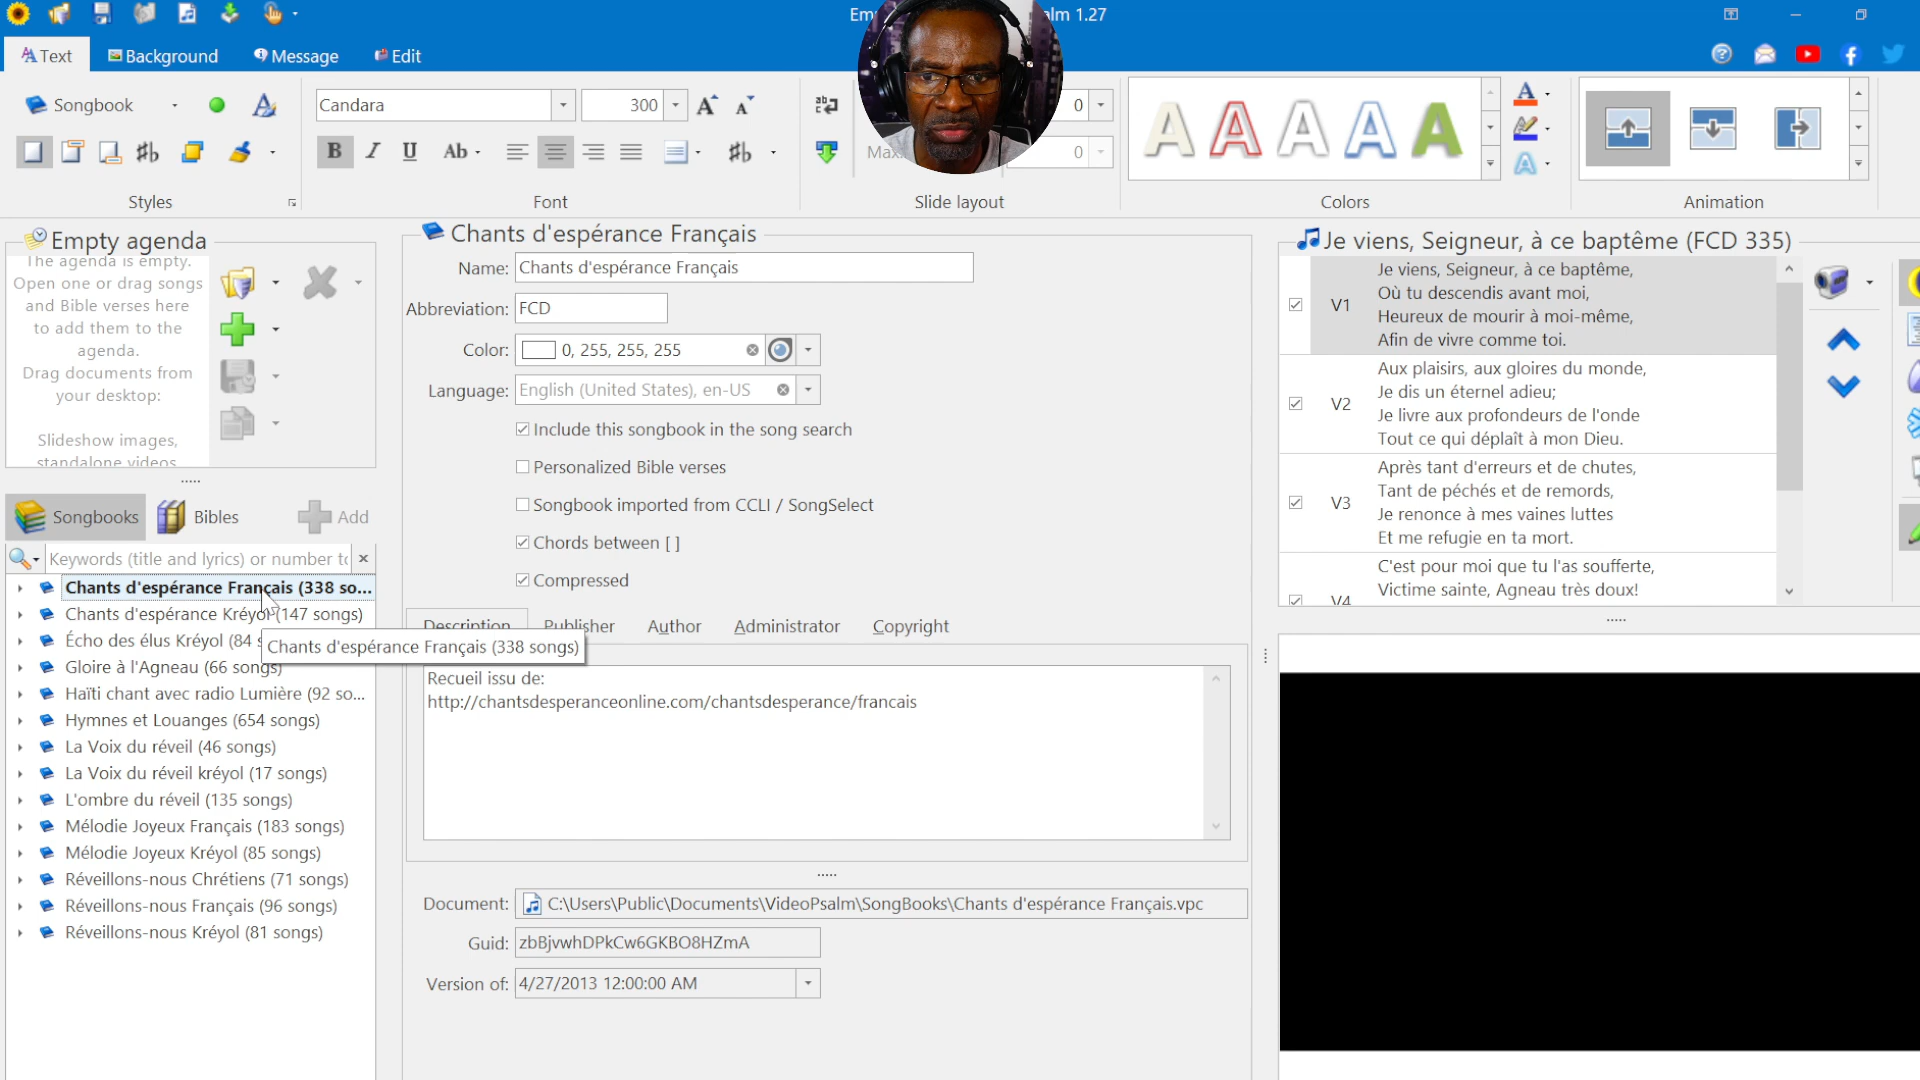 Em
alm 1.27
Text
Background
Message
Edit
Songbook
Candara
300
0
B I U Ab
Max.
0
Styles
Font
Slide layout
Colors
Animation
Empty agenda
The agenda is empty.
Open one or drag songs
and Bible verses here
to add them to the
agenda.
Drag documents from
your desktop:
Slideshow images,
standalone videos
Songbooks
Bibles
Add
Keywords (title and lyrics) or number to
Chants d'espérance Français (338 so...
Chants d'espérance Kréyol (147 songs)
Écho des élus Kréyol (84 s
Gloire à l'Agneau (66 songs)
Haïti chant avec radio Lumière (92 so...
Hymnes et Louanges (654 songs)
La Voix du réveil (46 songs)
La Voix du réveil kréyol (17 songs)
L'ombre du réveil (135 songs)
Mélodie Joyeux Français (183 songs)
Mélodie Joyeux Kréyol (85 songs)
Réveillons-nous Chrétiens (71 songs)
Réveillons-nous Français (96 songs)
Réveillons-nous Kréyol (81 songs)
Chants d'espérance Français (338 songs)
Chants d'espérance Français
Name: Chants d'espérance Français
Abbreviation: FCD
Color: 0, 255, 255, 255
Language: English (United States), en-US
Include this songbook in the song search
Personalized Bible verses
Songbook imported from CCLI / SongSelect
Chords between [ ]
Compressed
Description
Publisher
Author
Administrator
Copyright
Recueil issu de:
http://chantsdesperanceonline.com/chantsdesperance/francais
Document: C:\Users\Public\Documents\VideoPsalm\SongBooks\Chants d'espérance Français.vpc
Guid: zbBjvwhDPkCw6GKBO8HZmA
Version of: 4/27/2013 12:00:00 AM
Je viens, Seigneur, à ce baptême (FCD 335)
V1
Je viens, Seigneur, à ce baptême,
Où tu descendis avant moi,
Heureux de mourir à moi-même,
Afin de vivre comme toi.
V2
Aux plaisirs, aux gloires du monde,
Je dis un éternel adieu;
Je livre aux profondeurs de l'onde
Tout ce qui déplaît à mon Dieu.
V3
Après tant d'erreurs et de chutes,
Tant de péchés et de remords,
Je renonce à mes vaines luttes
Et me refugie en ta mort.
V4
C'est pour moi que tu l'as soufferte,
Victime sainte, Agneau très doux!